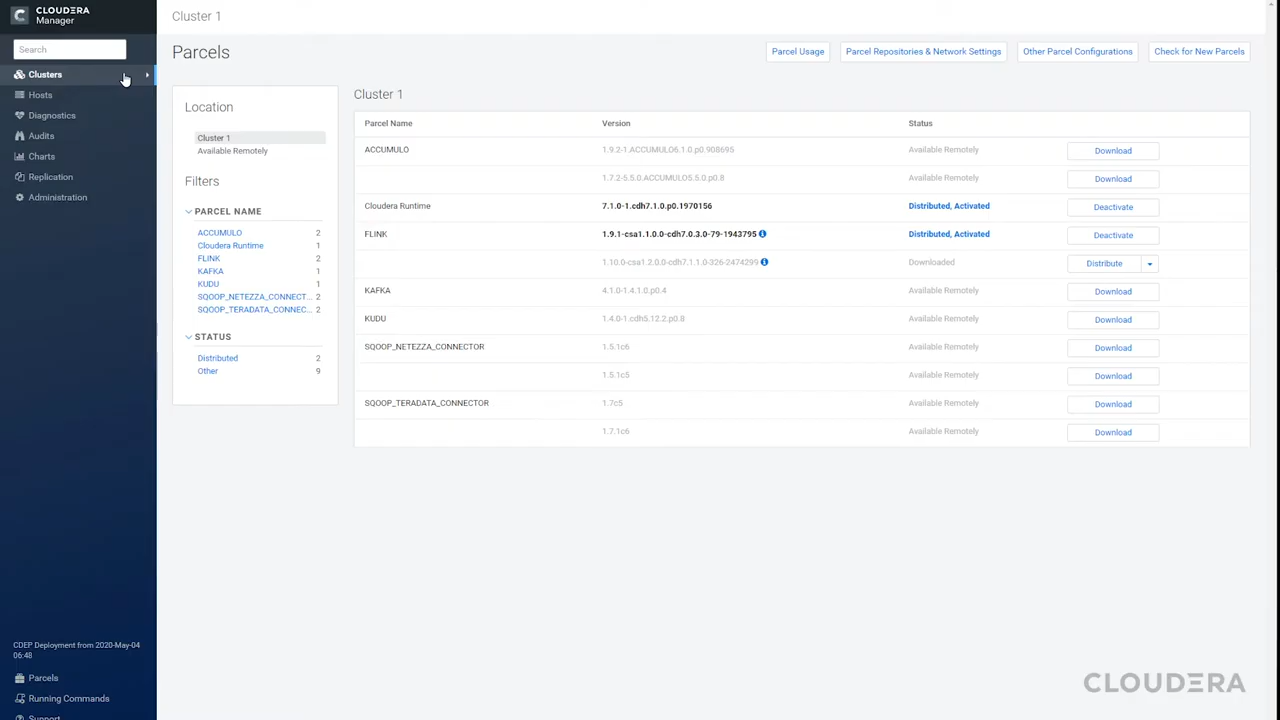 CLOUDERA
Manager
Search
Clusters
Hosts
Diagnostics
Audits
Charts
Replication
Administration
CDEP Deployment from 2020-May-04
06:48
Parcels
Running Commands
Support
Cluster 1
Parcels
Parcel Usage
Parcel Repositories & Network Settings
Other Parcel Configurations
Check for New Parcels
Location
Cluster 1
Available Remotely
Filters
PARCEL NAME
ACCUMULO 2
Cloudera Runtime 1
FLINK 2
KAFKA 1
KUDU 1
SQOOP_NETEZZA_CONNECT... 2
SQOOP_TERADATA_CONNEC... 2
STATUS
Distributed 2
Other 9
Cluster 1
Parcel Name Version Status
ACCUMULO 1.9.2-1.ACCUMULO6.1.0.p0.908695 Available Remotely Download
1.7.2-5.5.0.ACCUMULO5.5.0.p0.8 Available Remotely Download
Cloudera Runtime 7.1.0-1.cdh7.1.0.p0.1970156 Distributed, Activated Deactivate
FLINK 1.9.1-csa1.1.0.0-cdh7.0.3.0-79-1943795 Distributed, Activated Deactivate
1.10.0-csa1.2.0.0-cdh7.1.1.0-326-2474299 Downloaded Distribute
KAFKA 4.1.0-1.4.1.0.p0.4 Available Remotely Download
KUDU 1.4.0-1.cdh5.12.2.p0.8 Available Remotely Download
SQOOP_NETEZZA_CONNECTOR 1.5.1c6 Available Remotely Download
1.5.1c5 Available Remotely Download
SQOOP_TERADATA_CONNECTOR 1.7c5 Available Remotely Download
1.7.1c6 Available Remotely Download
CLOUDERA